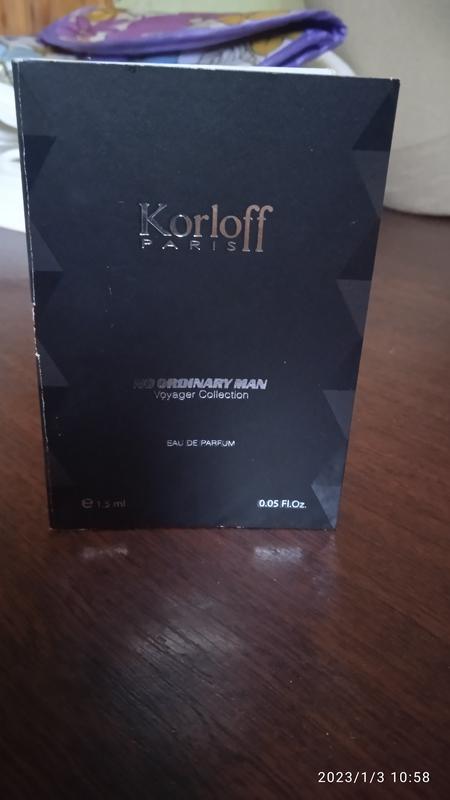 Korloff
PARIS
NO ORDINARY MAN
Voyager Collection
EAU DE PARFUM
℮ 1.5 ml
0.05 Fl.Oz.
2023/1/3 10:58